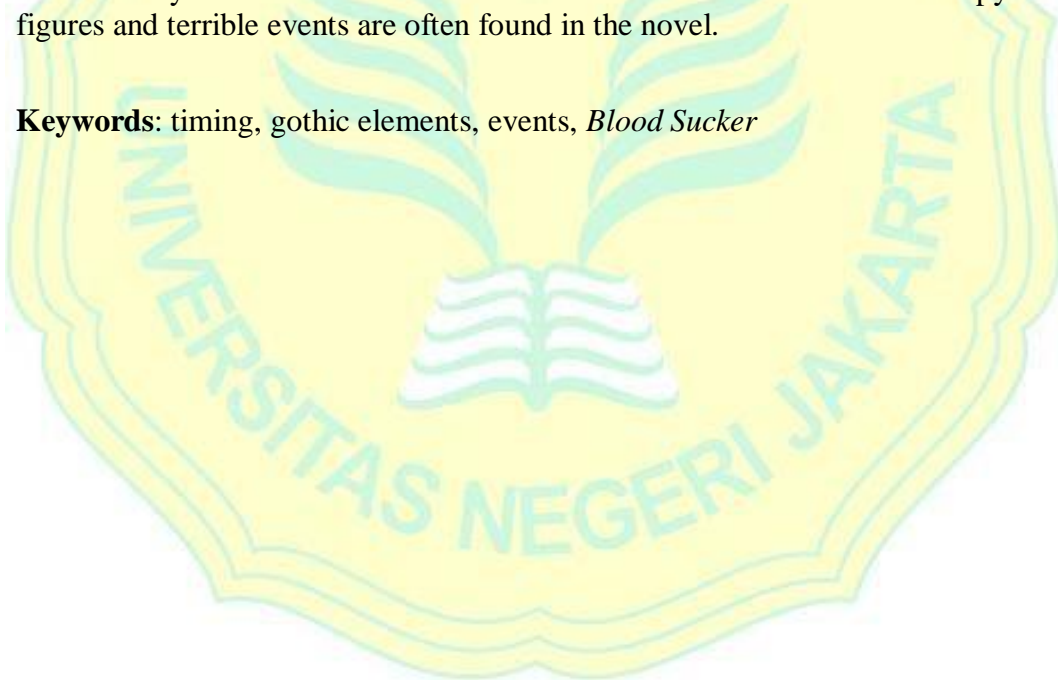 figures and terrible events are often found in the novel.
Keywords: timing, gothic elements, events, Blood Sucker
UNIVERSITAS NEGERI JAKARTA